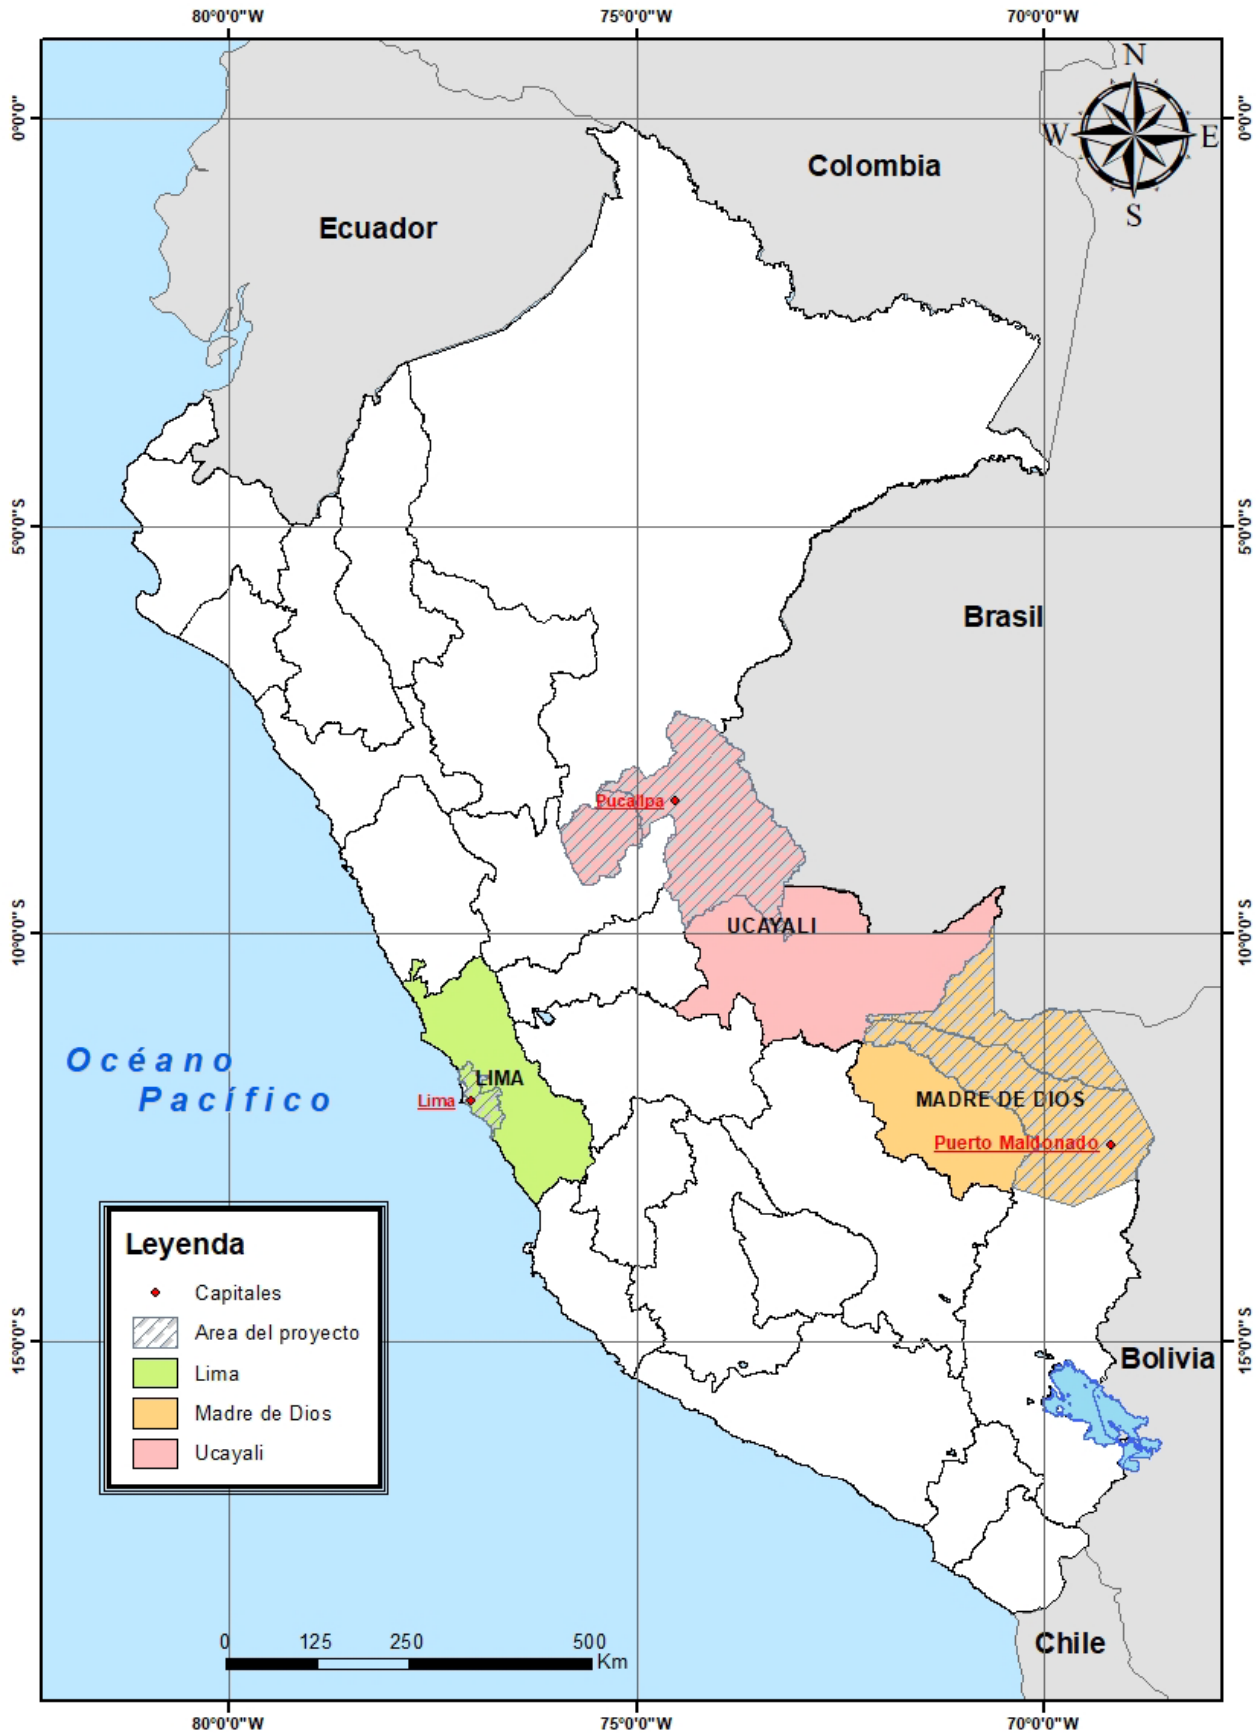 80°0'0"W 75°0'0"W 70°0'0"W
N
W E
S
0°0'0" 0°0'0"
Colombia
Ecuador
5°0'0"S 5°0'0"S
Brasil
Pucallpa
UCAYALI
10°0'0"S 10°0'0"S
Océano
Pacífico
LIMA
Lima
MADRE DE DIOS
Puerto Maldonado
Leyenda
Capitales
Area del proyecto
Lima
Madre de Dios
Ucayali
15°0'0"S 15°0'0"S
Bolivia
Chile
0 125 250 500
Km
80°0'0"W 75°0'0"W 70°0'0"W